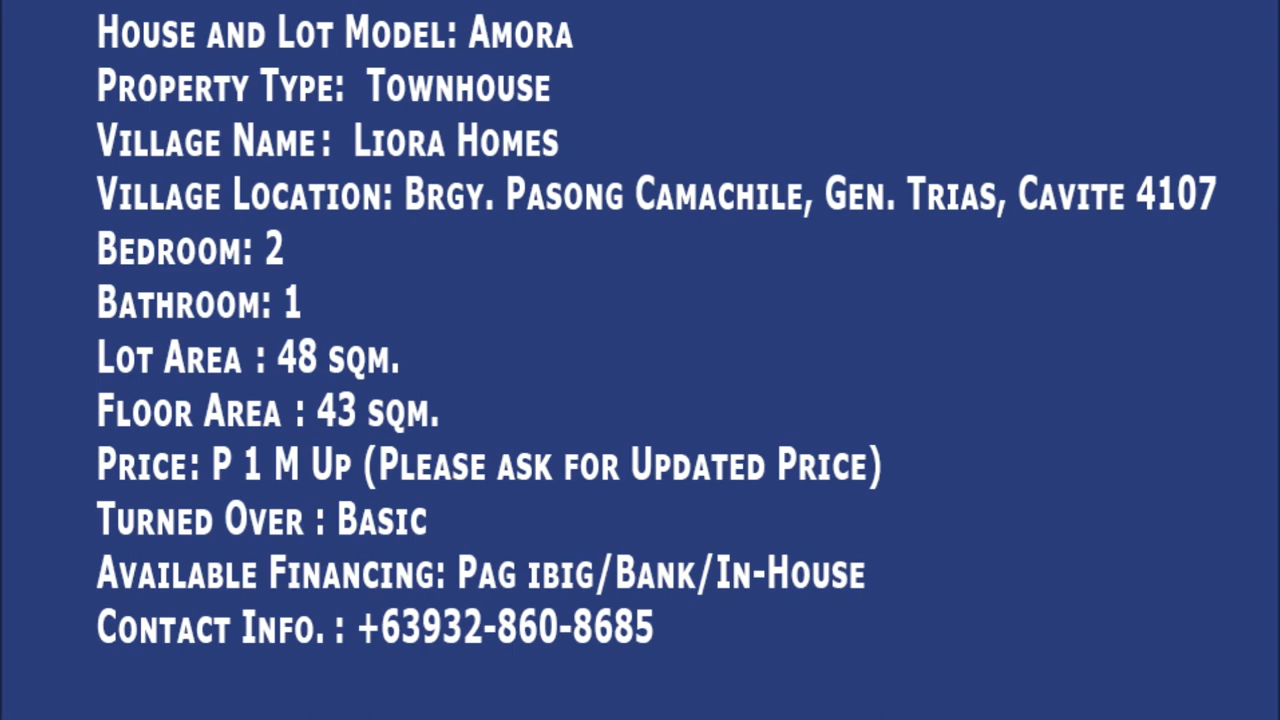 House and Lot Model: Amora
Property Type: Townhouse
Village Name: Liora Homes
Village Location: Brgy. Pasong Camachile, Gen. Trias, Cavite 4107
Bedroom: 2
Bathroom: 1
Lot Area : 48 sqm.
Floor Area : 43 sqm.
Price: P 1 M Up (Please ask for Updated Price)
Turned Over : Basic
Available Financing: Pag ibig/Bank/In-House
Contact Info. : +63932-860-8685